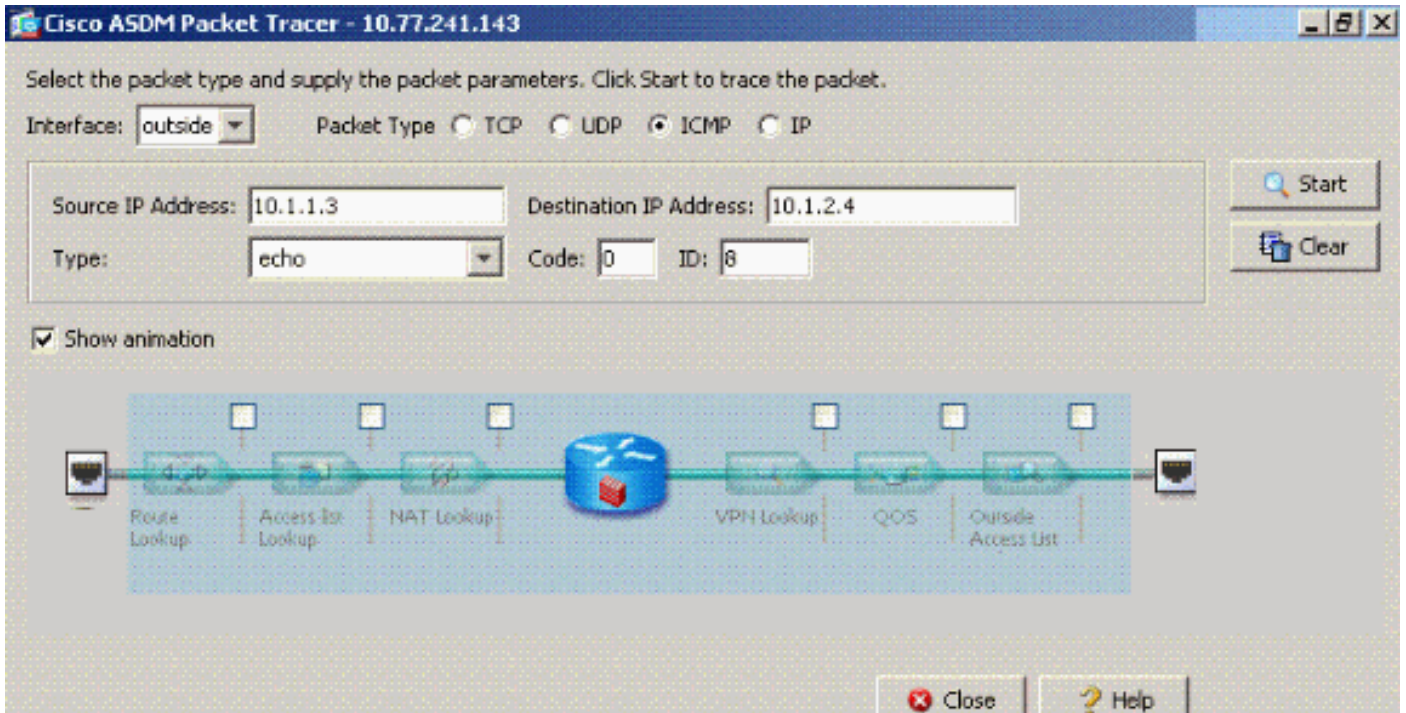 Cisco ASDM Packet Tracer - 10.77.241.143
Select the packet type and supply the packet parameters. Click Start to trace the packet.
Interface: outside Packet Type TCP UDP ICMP IP
Source IP Address: 10.1.1.3 Destination IP Address: 10.1.2.4
Start
Type: echo Code: 0 ID: 8
Clear
Show animation
Route Lookup
Access list Lookup
NAT Lookup
VPN Lookup
QOS
Outside Access List
Close Help